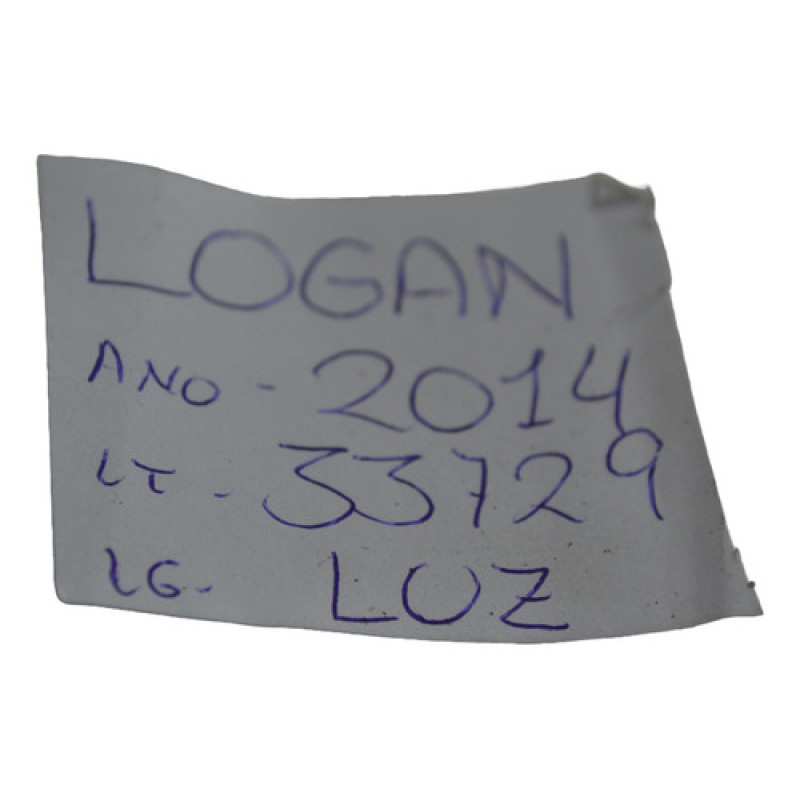 LOGAN
ANO - 2014
LT - 33729
LG - LUZ